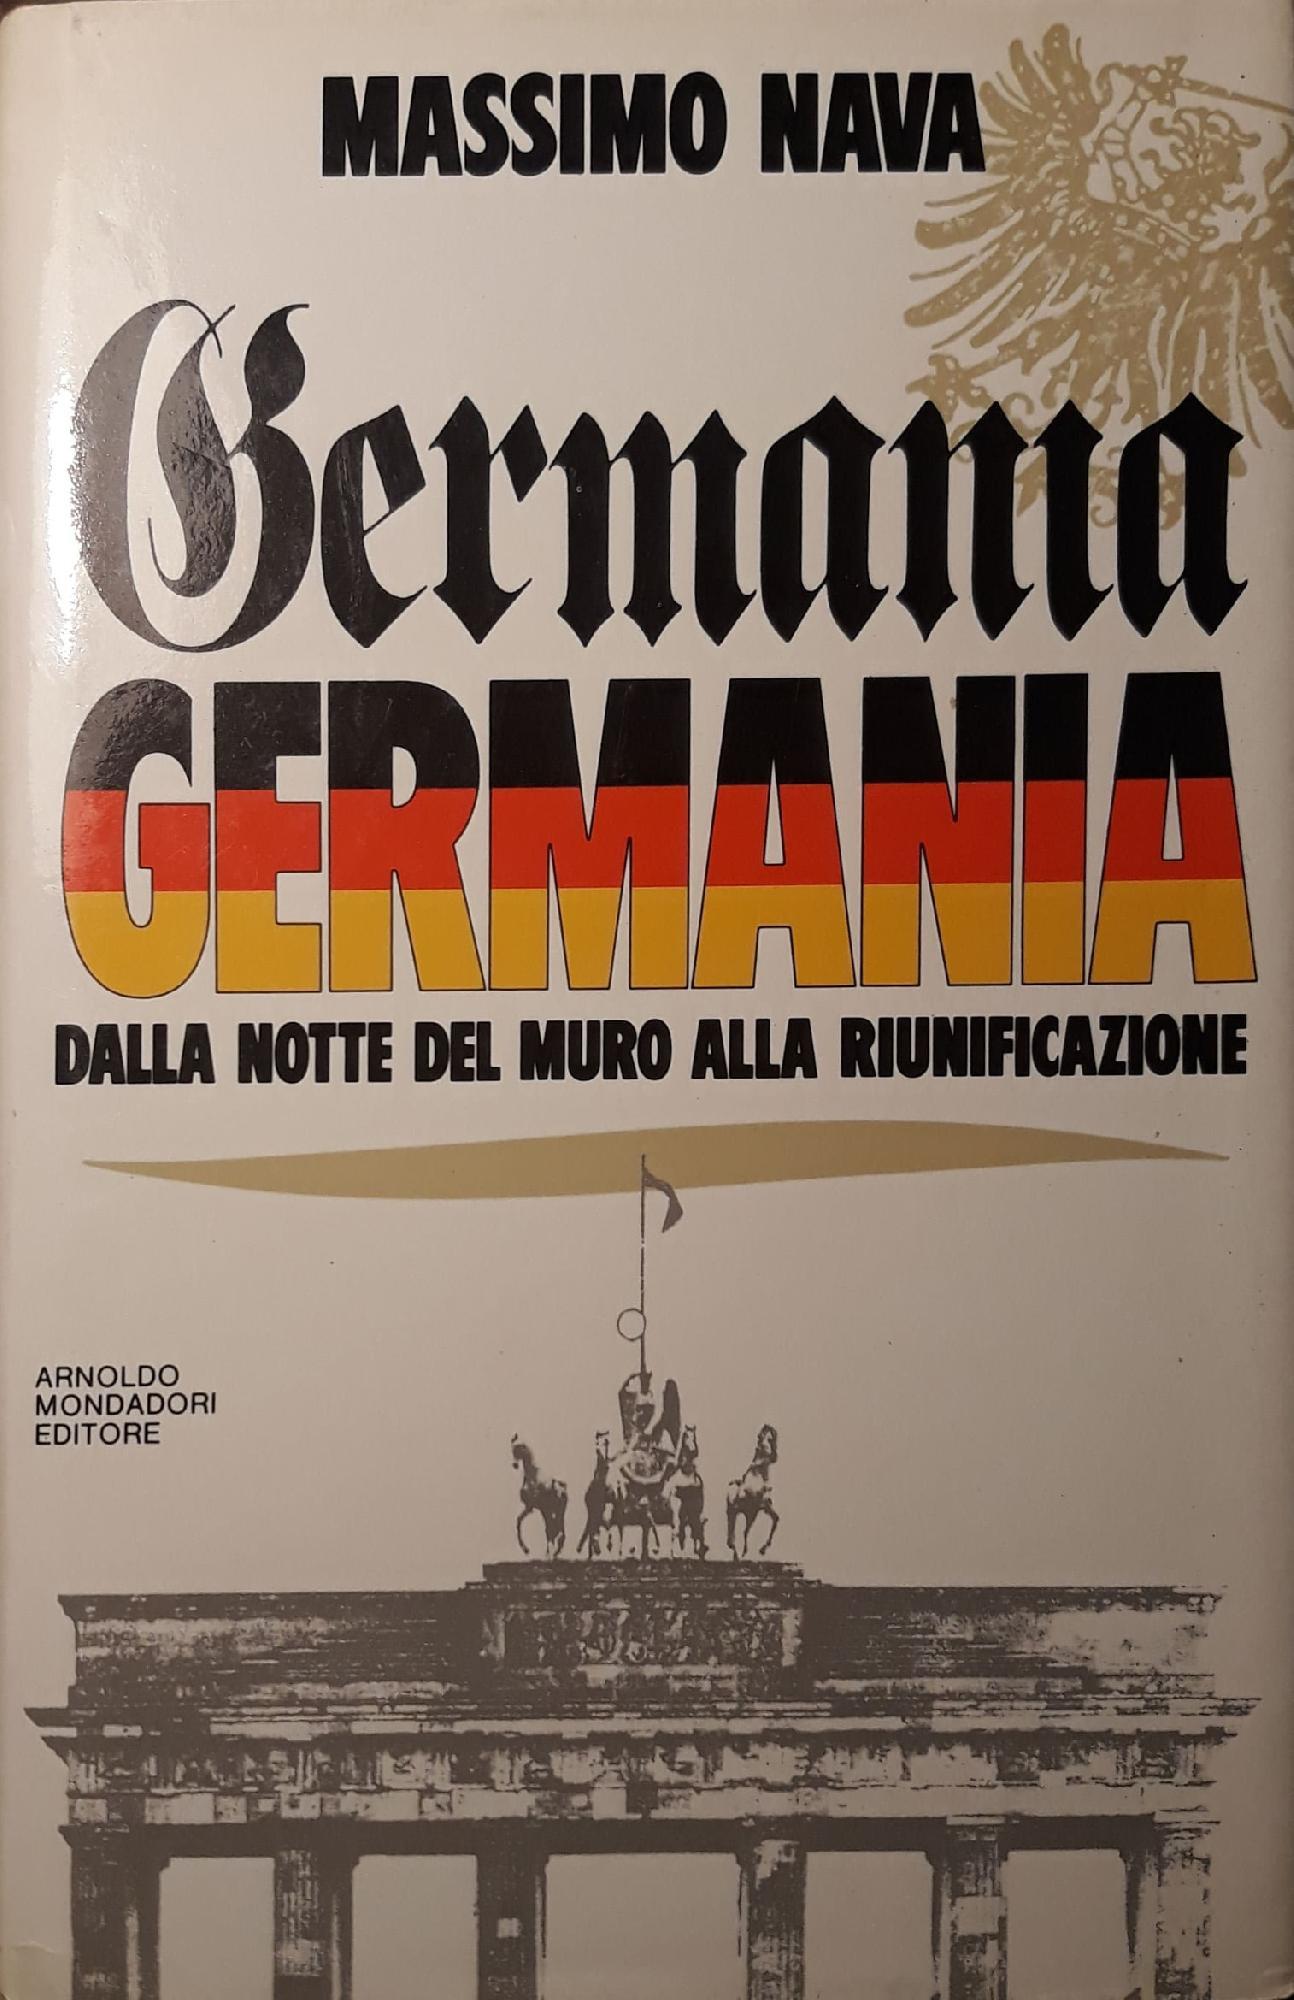 MASSIMO NAVA
Germania
GERMANIA
DALLA NOTTE DEL MURO ALLA RIUNIFICAZIONE
ARNOLDO
MONDADORI
EDITORE